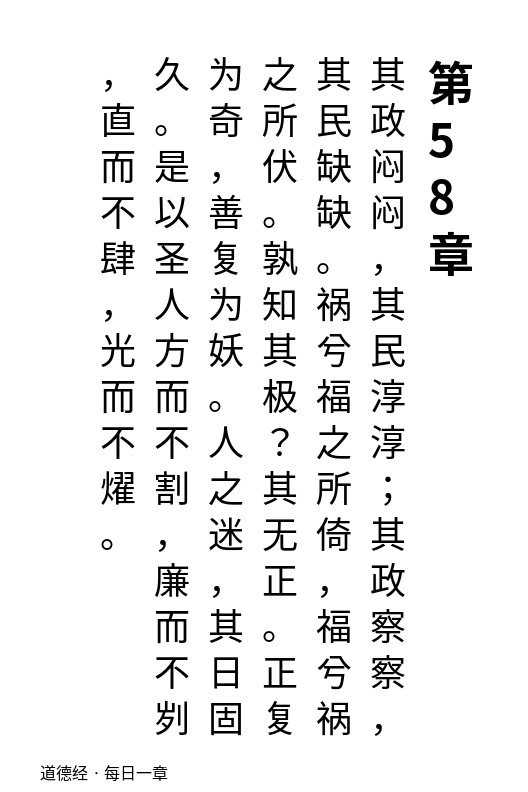 第58章
其政闷闷，其民淳淳；其政察察，
其民缺缺。祸兮福之所倚，福兮祸
之所伏。孰知其极？其无正。正复
为奇，善复为妖。人之迷，其日固
久。是以圣人方而不割，廉而不刿
，直而不肆，光而不燿。
道德经 · 每日一章